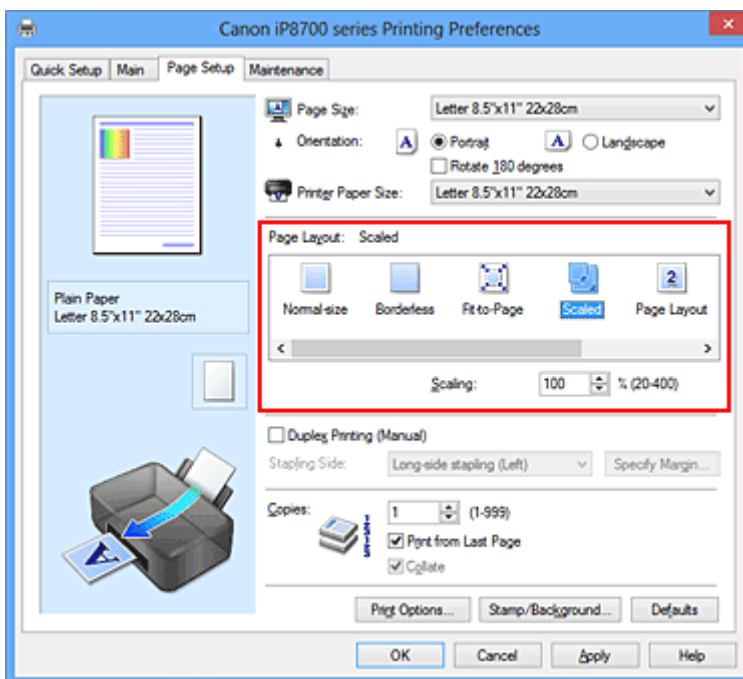 Canon iP8700 series Printing Preferences
Quick Setup Main Page Setup Maintenance
Page Size: Letter 8.5"x11" 22x28cm
Orientation: A Portrait A Landscape
Rotate 180 degrees
Printer Paper Size: Letter 8.5"x11" 22x28cm
Page Layout: Scaled
2
Normal-size Borderless Fit-to-Page Scaled Page Layout
Plain Paper
Letter 8.5"x11" 22x28cm
Scaling: 100 % (20-400)
Duplex Printing (Manual)
Stapling Side: Long-side stapling (Left) Specify Margin...
Copies: 1 (1-999)
Print from Last Page
Collate
A
Print Options... Stamp/Background... Defaults
OK Cancel Apply Help